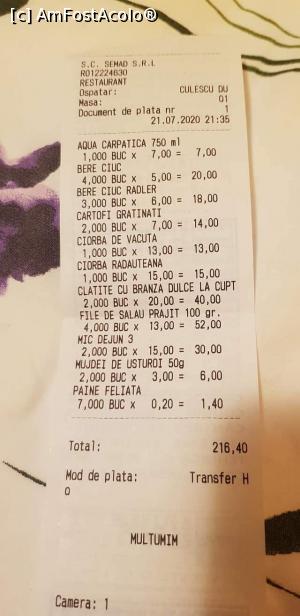 [c] AmFostAcolo®
S.C. SEMAD S.R.L
RO12224630
RESTAURANT
Ospatar: CULESCU DU
Masa: 01
Document de plata nr 1
21.07.2020 21:35
AQUA CARPATICA 750 ml
1,000 BUC x 7,00 = 7,00
BERE CIUC
4,000 BUC x 5,00 = 20,00
BERE CIUC RADLER
3,000 BUC x 6,00 = 18,00
CARTOFI GRATINATI
2,000 BUC x 7,00 = 14,00
CIORBA DE VACUTA
1,000 BUC x 13,00 = 13,00
CIORBA RADAUTEANA
1,000 BUC x 15,00 = 15,00
CLATITE CU BRANZA DULCE LA CUPT
2,000 BUC x 20,00 = 40,00
FILE DE SALAU PRAJIT 100 gr.
4,000 BUC x 13,00 = 52,00
MIC DEJUN 3
2,000 BUC x 15,00 = 30,00
MUJDEI DE USTUROI 50g
2,000 BUC x 3,00 = 6,00
PAINE FELIATA
7,000 BUC x 0,20 = 1,40
Total: 216,40
Mod de plata: Transfer H
o
MULTUMIM
Camera: 1